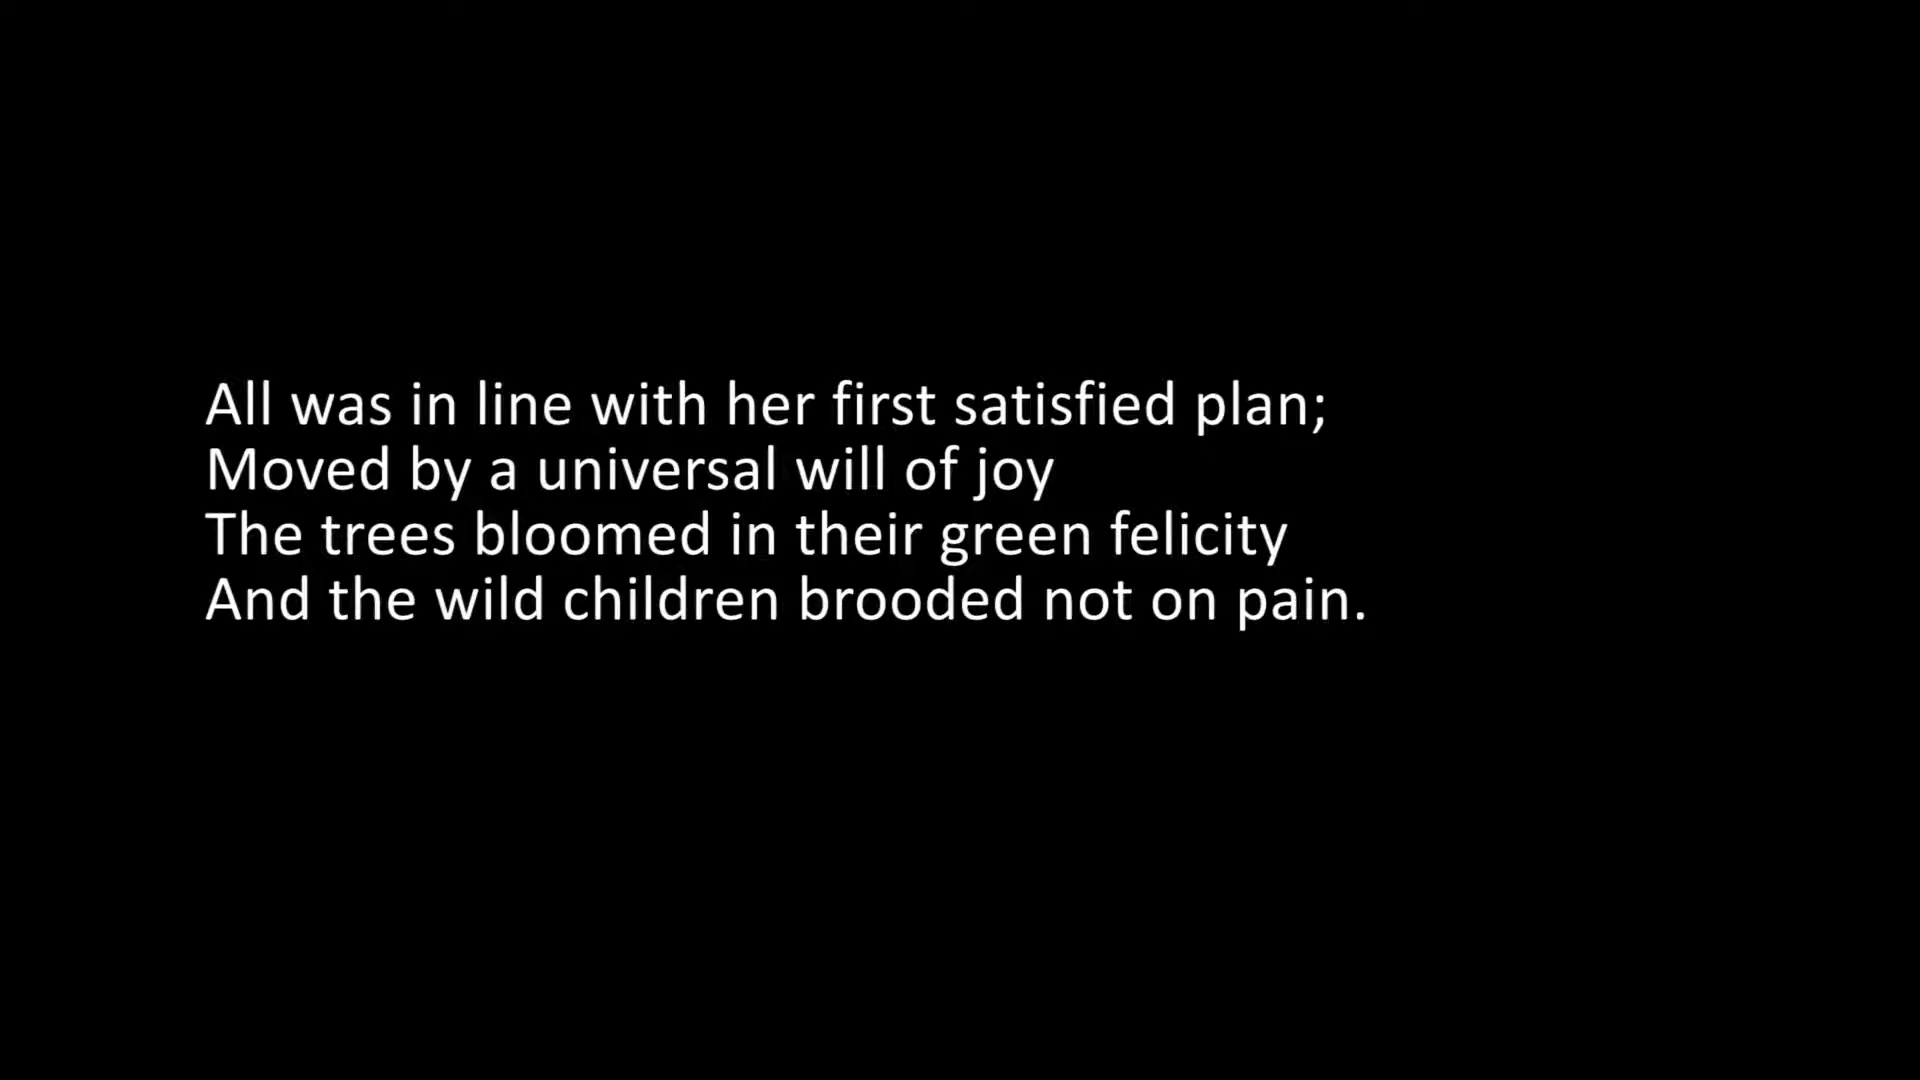 All was in line with her first satisfied plan;
Moved by a universal will of joy
The trees bloomed in their green felicity
And the wild children brooded not on pain.